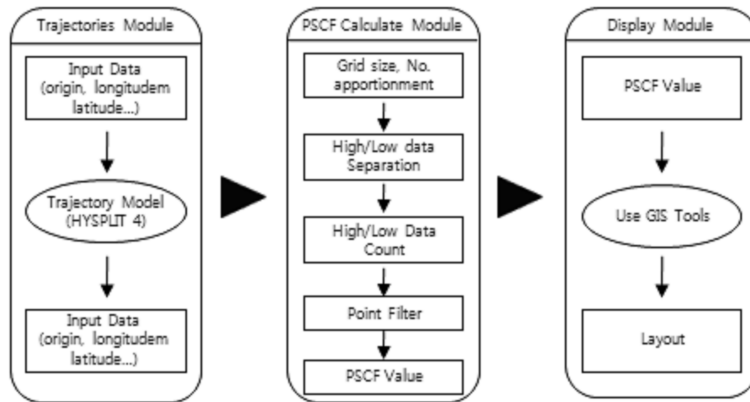 Trajectories Module
Input Data
(origin, longitudem
latitude...)
Trajectory Model
(HYSPLIT 4)
Input Data
(origin, longitudem
latitude...)
PSCF Calculate Module
Grid size, No.
apportionment
High/Low data
Separation
High/Low Data
Count
Point Filter
PSCF Value
Display Module
PSCF Value
Use GIS Tools
Layout